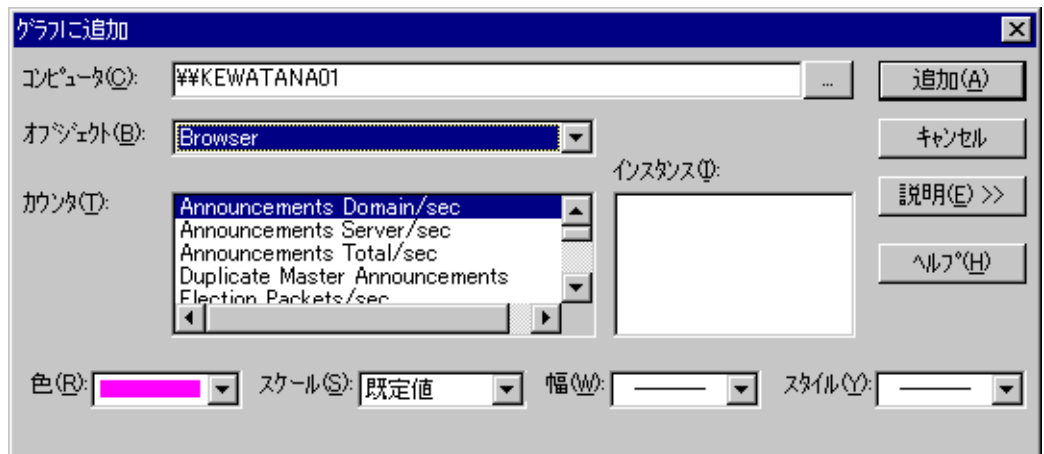 グラフに追加
コンピュータ(C): ¥¥KEWATANA01 ... 追加(A)
オブジェクト(B): Browser キャンセル
インスタンス(I):
カウンタ(T): Announcements Domain/sec 説明(E) >>
Announcements Server/sec
Announcements Total/sec
Duplicate Master Announcements
Election Packets/sec
ヘルプ(H)
色(R): スケール(S): 既定値 幅(W): スタイル(Y):